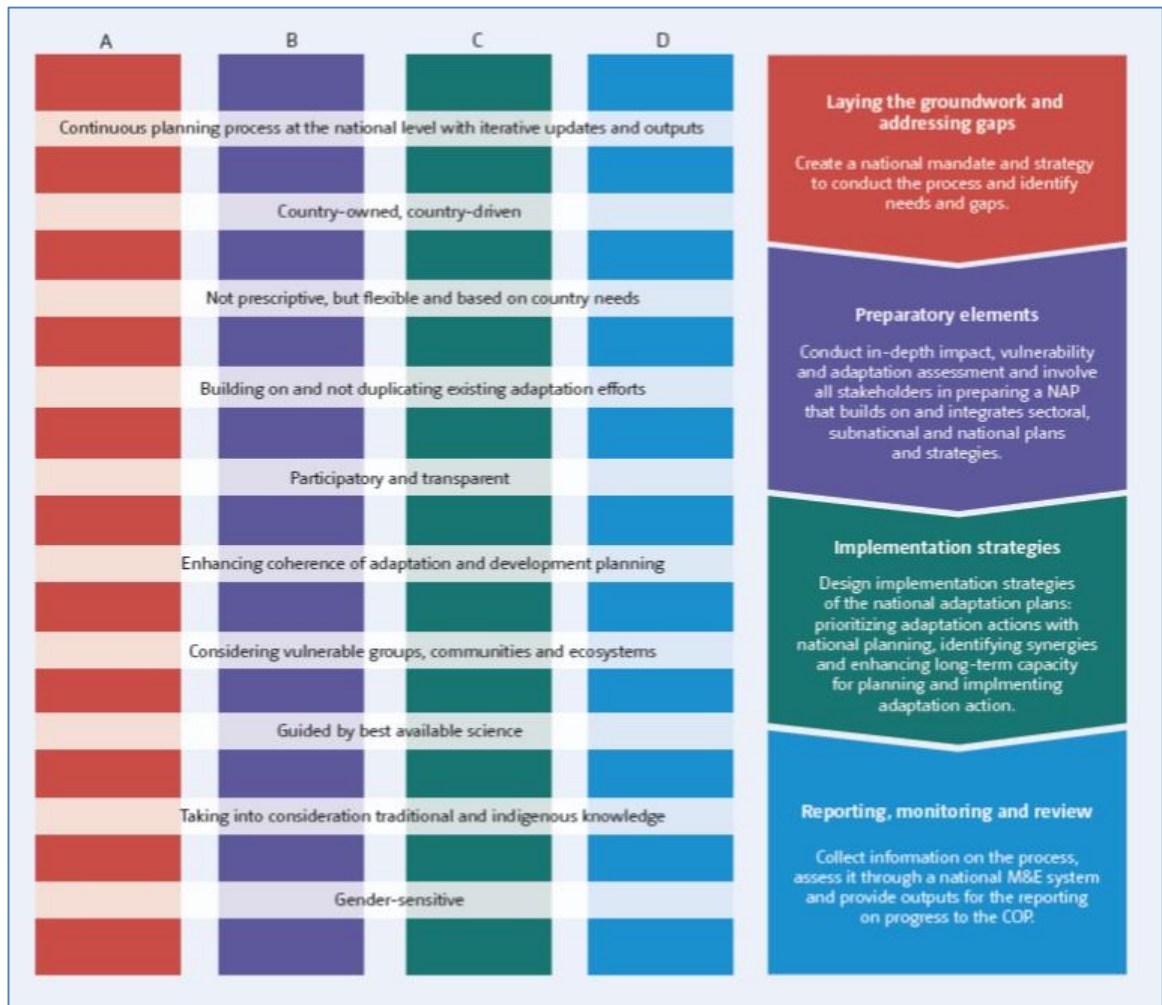 A
B
C
D
Continuous planning process at the national level with iterative updates and outputs
Country-owned, country-driven
Not prescriptive, but flexible and based on country needs
Building on and not duplicating existing adaptation efforts
Participatory and transparent
Enhancing coherence of adaptation and development planning
Considering vulnerable groups, communities and ecosystems
Guided by best available science
Taking into consideration traditional and indigenous knowledge
Gender-sensitive
Laying the groundwork and
addressing gaps
Create a national mandate and strategy
to conduct the process and identify
needs and gaps.
Preparatory elements
Conduct in-depth impact, vulnerability
and adaptation assessment and involve
all stakeholders in preparing a NAP
that builds on and integrates sectoral,
subnational and national plans
and strategies.
Implementation strategies
Design implementation strategies
of the national adaptation plans:
prioritizing adaptation actions with
national planning, identifying synergies
and enhancing long-term capacity
for planning and implmenting
adaptation action.
Reporting, monitoring and review
Collect information on the process,
assess it through a national M&E system
and provide outputs for the reporting
on progress to the COP.